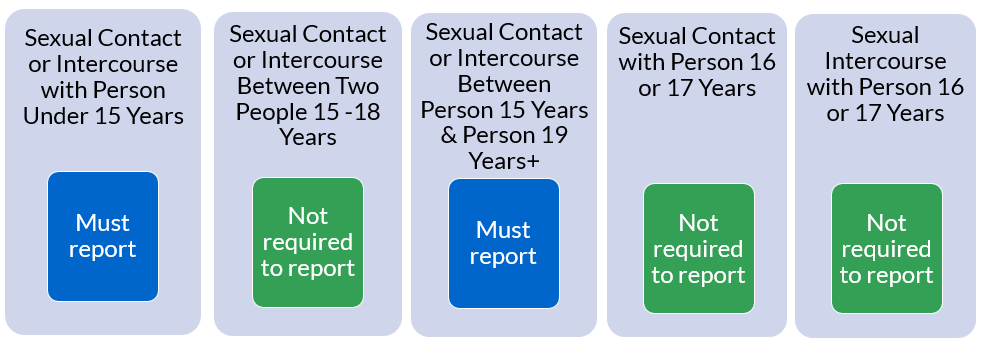 Sexual Contact
or Intercourse
with Person
Under 15 Years
Must
report
Sexual Contact
or Intercourse
Between Two
People 15 -18
Years
Not
required
to report
Sexual Contact
or Intercourse
Between
Person 15 Years
& Person 19
Years+
Must
report
Sexual Contact
with Person 16
or 17 Years
Not
required
to report
Sexual
Intercourse
with Person 16
or 17 Years
Not
required
to report